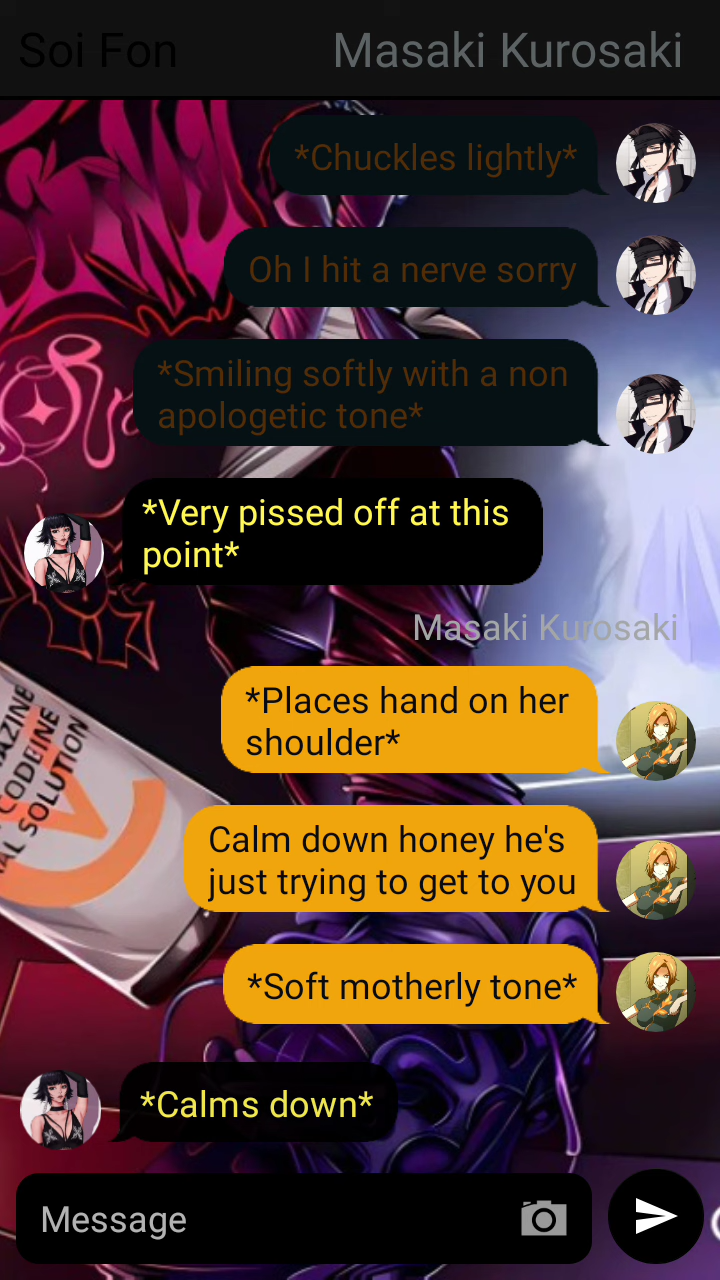 Soi Fon
Masaki Kurosaki
*Chuckles lightly*
Oh I hit a nerve sorry
*Smiling softly with a non
apologetic tone*
*Very pissed off at this
point*
Masaki Kurosaki
*Places hand on her
shoulder*
Calm down honey he's
just trying to get to you
*Soft motherly tone*
AZINE
CODEINE
AL SOLUTION
*Calms down*
Message